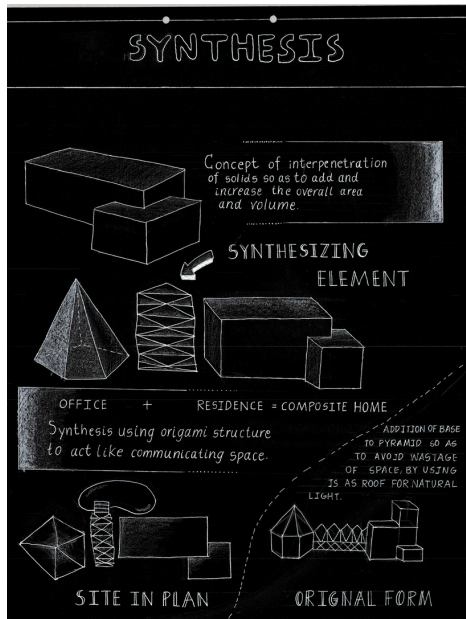 SYNTHESIS
Concept of interpenetration
of solids so as to add and
increase the overall area
and volume.
SYNTHESIZING
ELEMENT
OFFICE + RESIDENCE = COMPOSITE HOME
Synthesis using origami structure
to act like communicating space.
ADDITION OF BASE
TO PYRAMID SO AS
TO AVOID WASTAGE
OF SPACE, BY USING
IS AS ROOF FOR NATURAL
LIGHT.
SITE IN PLAN
ORIGNAL FORM